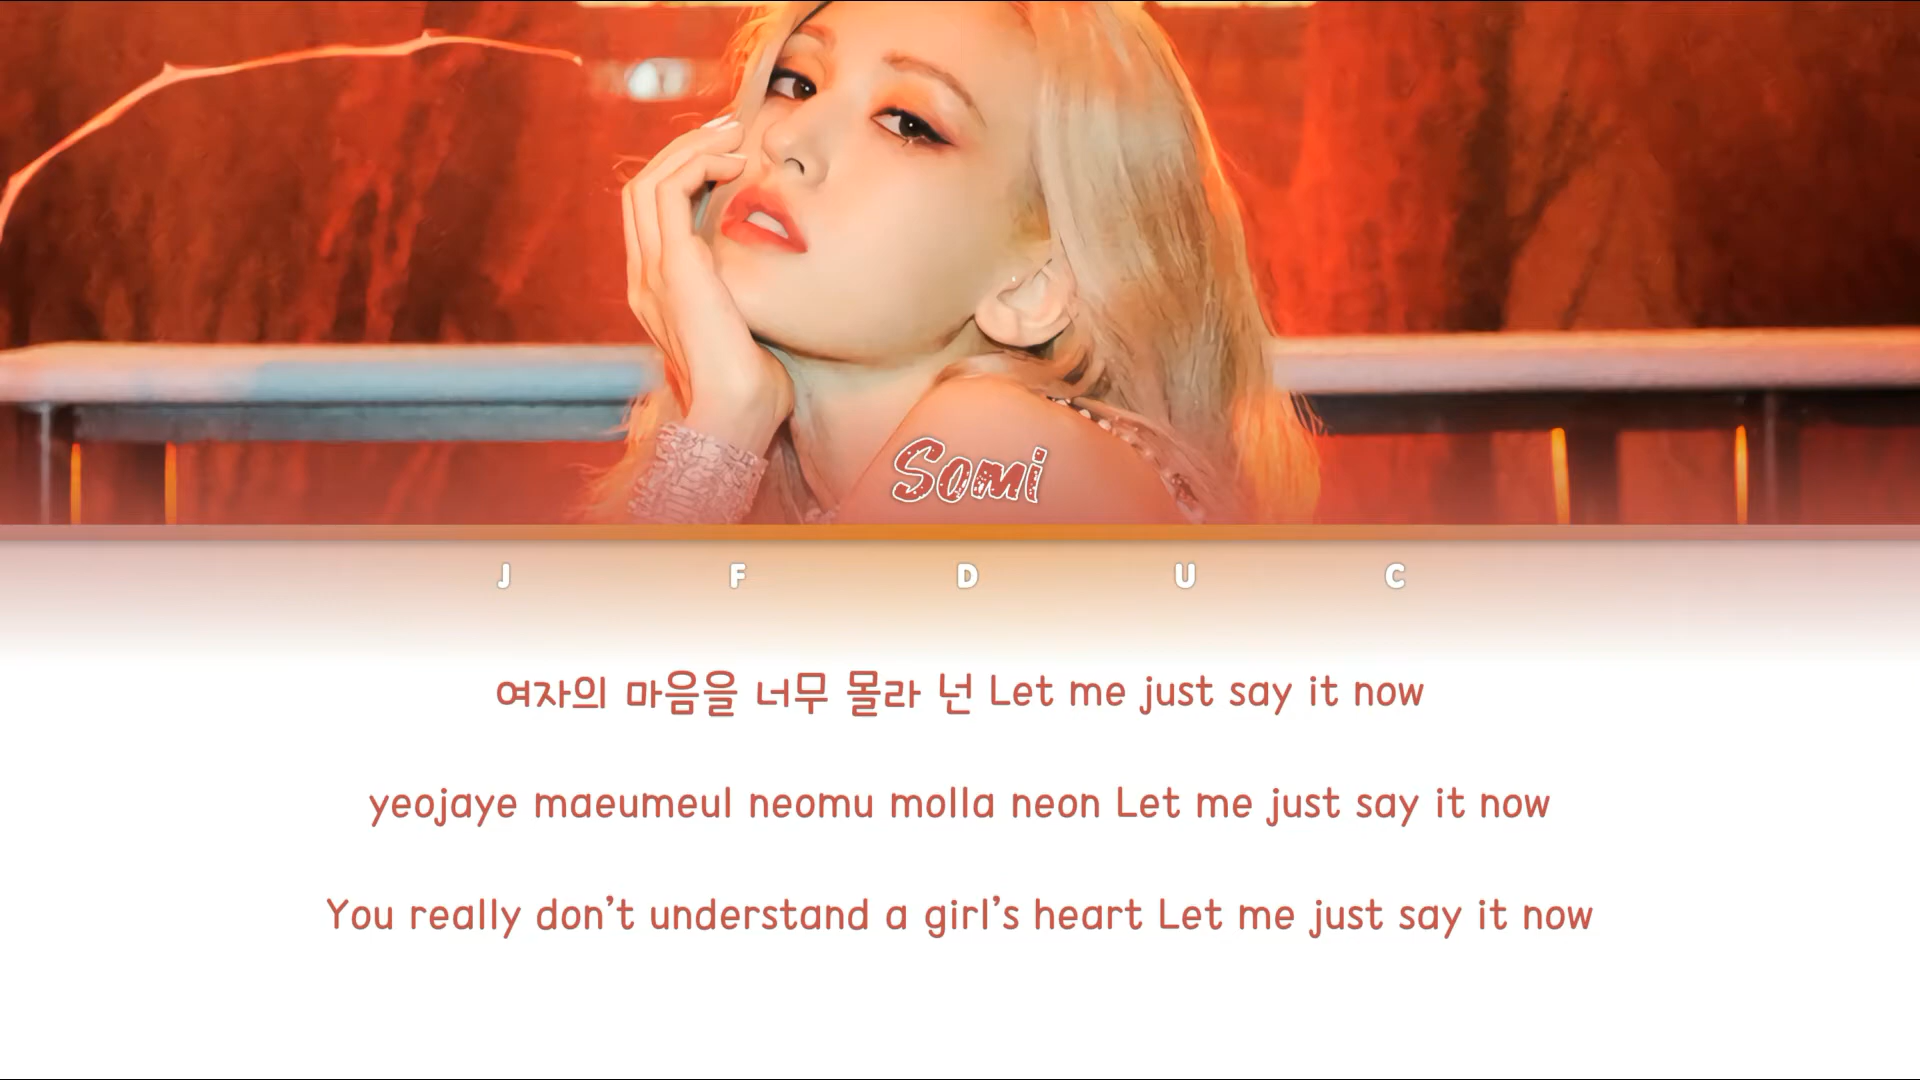 Somi
J F D U C
여자의 마음을 너무 몰라 넌 Let me just say it now
yeojaye maeumeul neomu molla neon Let me just say it now
You really don't understand a girl's heart Let me just say it now